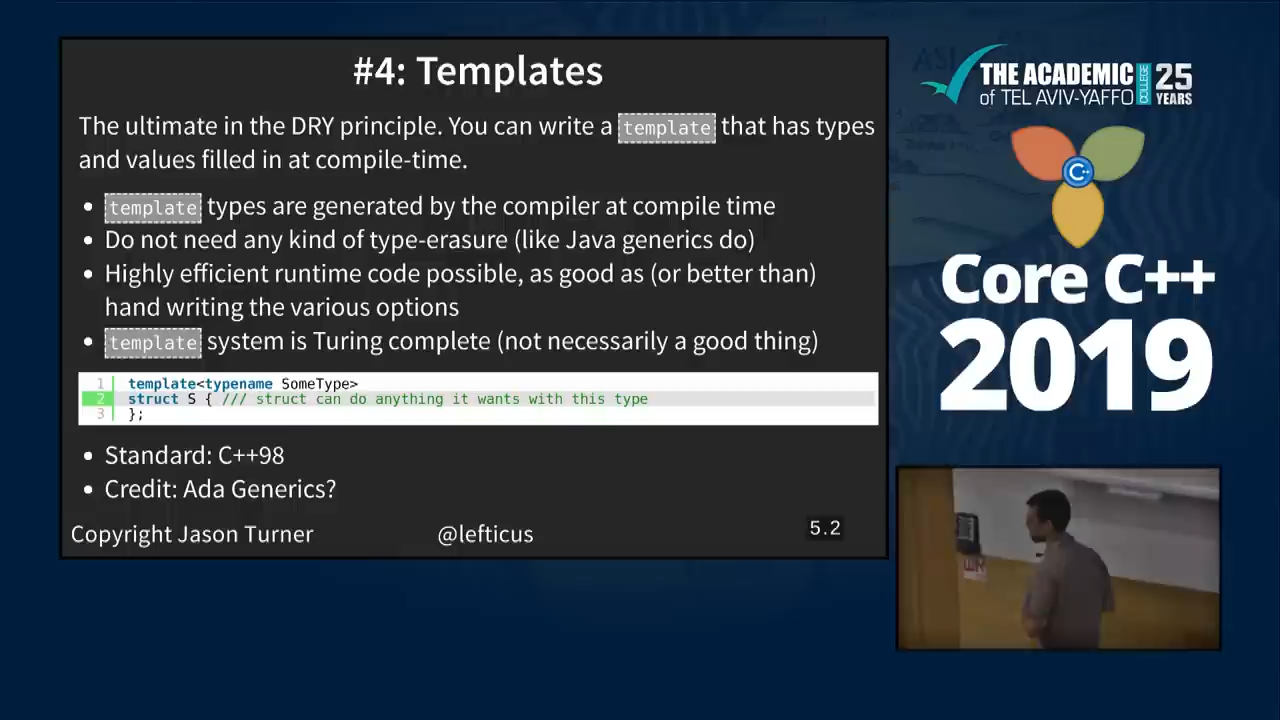 #4: Templates
The ultimate in the DRY principle. You can write a template that has types
and values filled in at compile-time.
• template types are generated by the compiler at compile time
• Do not need any kind of type-erasure (like Java generics do)
• Highly efficient runtime code possible, as good as (or better than)
hand writing the various options
• template system is Turing complete (not necessarily a good thing)
1 template<typename SomeType>
2 struct S { /// struct can do anything it wants with this type
3 };
• Standard: C++98
• Credit: Ada Generics?
Copyright Jason Turner @lefticus 5.2
THE ACADEMIC COLLEGE 25
of TEL AVIV-YAFFO YEARS
C++
Core C++
2019